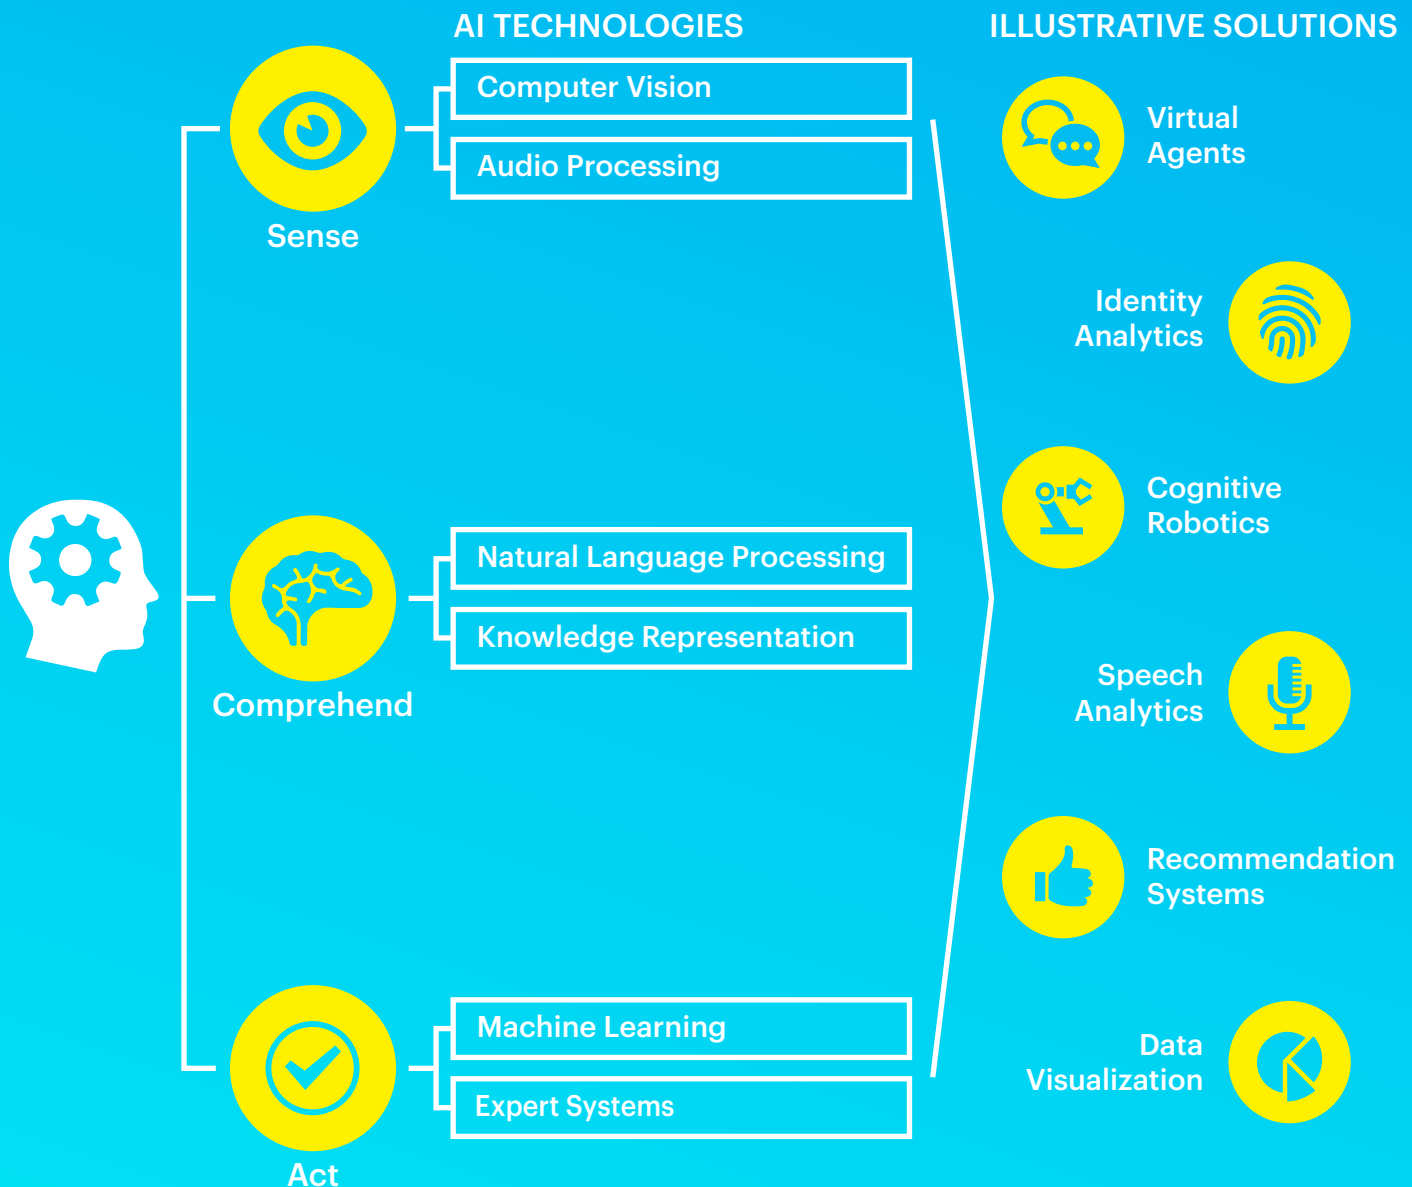 AI TECHNOLOGIES
Computer Vision
Audio Processing
Sense
Natural Language Processing
Knowledge Representation
Comprehend
Machine Learning
Expert Systems
Act
ILLUSTRATIVE SOLUTIONS
Virtual
Agents
Identity
Analytics
Cognitive
Robotics
Speech
Analytics
Recommendation
Systems
Data
Visualization